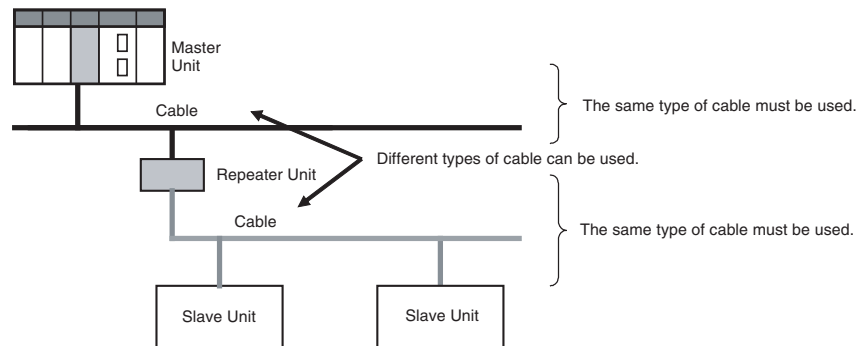 Master
Unit
Cable
The same type of cable must be used.
Different types of cable can be used.
Repeater Unit
Cable
The same type of cable must be used.
Slave Unit
Slave Unit